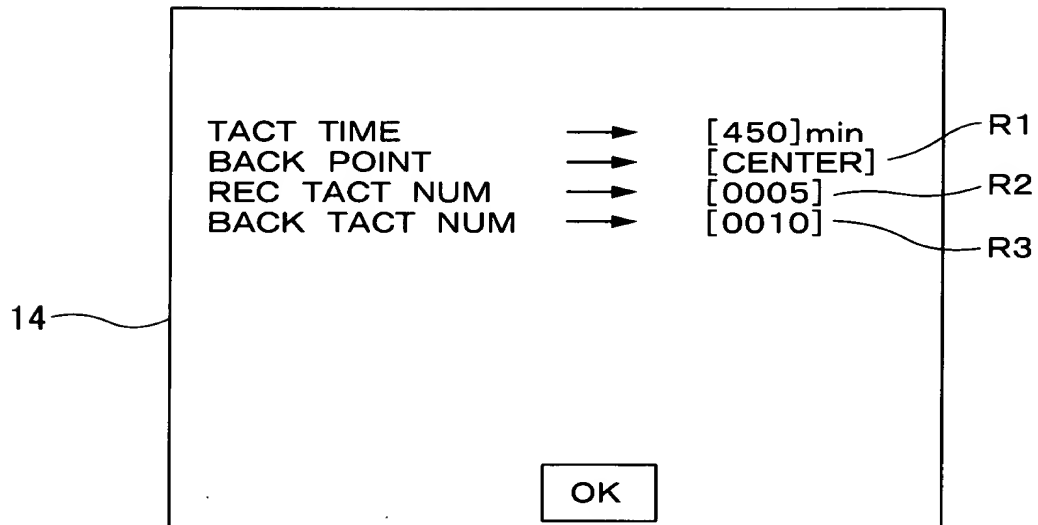 TACT TIME → [450]min
BACK POINT → [CENTER] R1
REC TACT NUM → [0005] R2
BACK TACT NUM → [0010] R3
14
OK